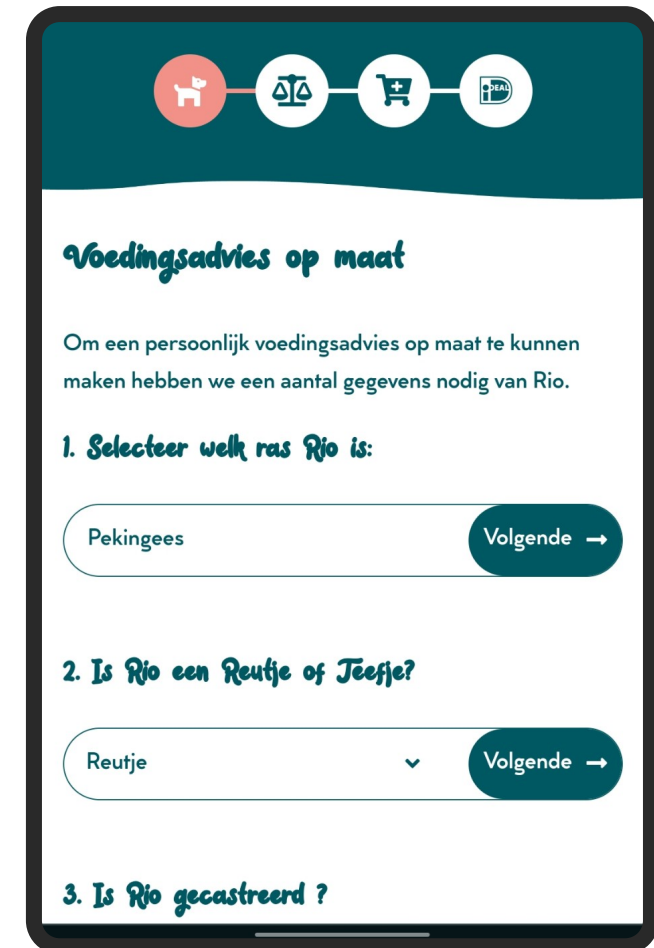 iDEAL
Voedingsadvies op maat
Om een persoonlijk voedingsadvies op maat te kunnen
maken hebben we een aantal gegevens nodig van Rio.
1. Selecteer welk ras Rio is:
Pekingees
Volgende →
2. Is Rio een Reutje of Teefje?
Reutje
Volgende →
3. Is Rio gecastreerd ?